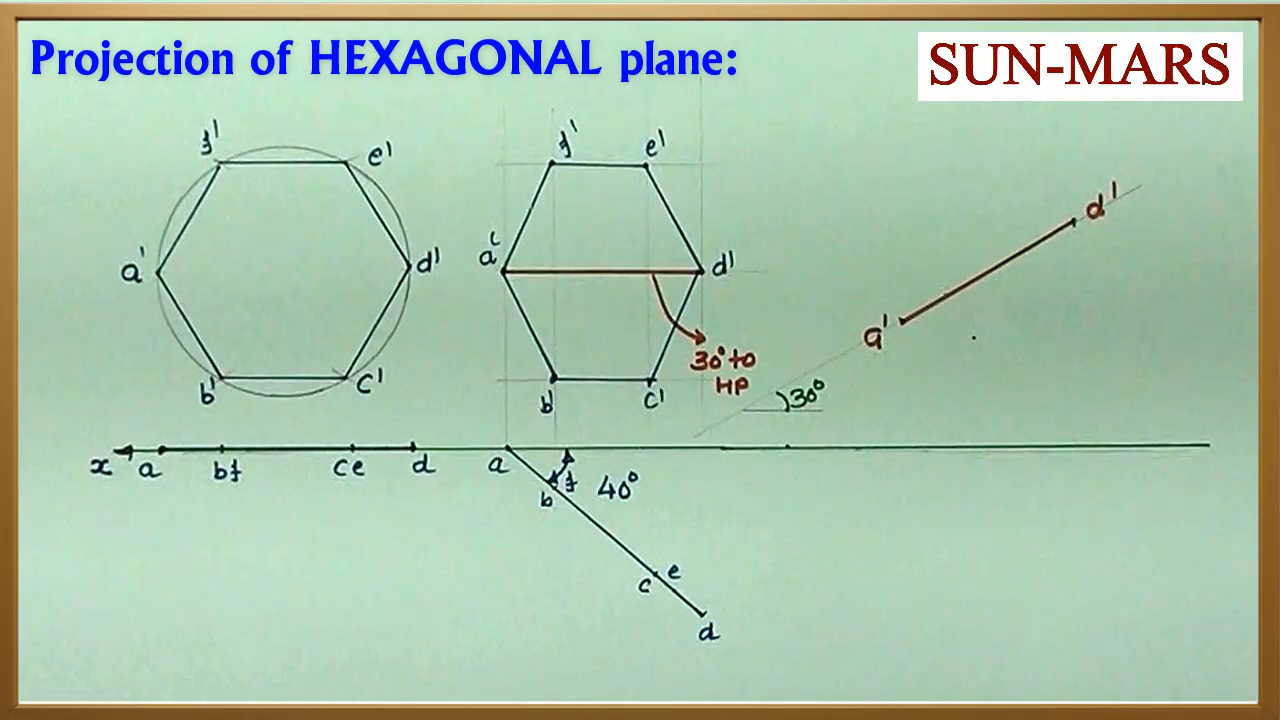 Projection of HEXAGONAL plane:
SUN-MARS
f' e'
a' d'
b' c'
f' e'
a' d'
30° to
HP
b c'
d'
a'
30°
x a bf ce d
a
b f 40°
c e
d